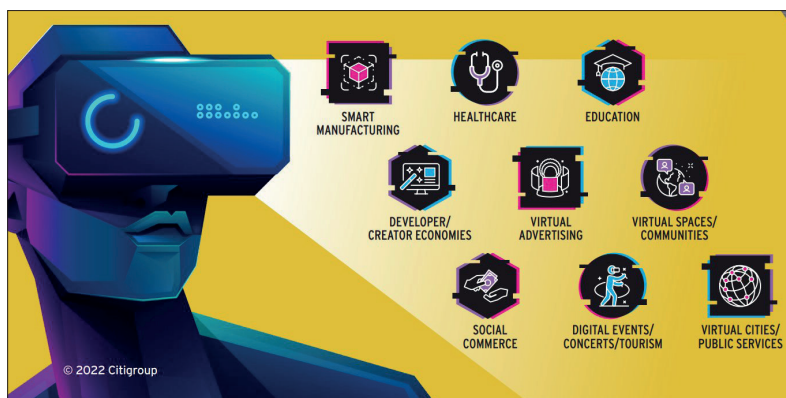 SMART
MANUFACTURING
HEALTHCARE
EDUCATION
DEVELOPER/
CREATOR ECONOMIES
VIRTUAL
ADVERTISING
VIRTUAL SPACES/
COMMUNITIES
SOCIAL
COMMERCE
DIGITAL EVENTS/
CONCERTS/TOURISM
VIRTUAL CITIES/
PUBLIC SERVICES
© 2022 Citigroup